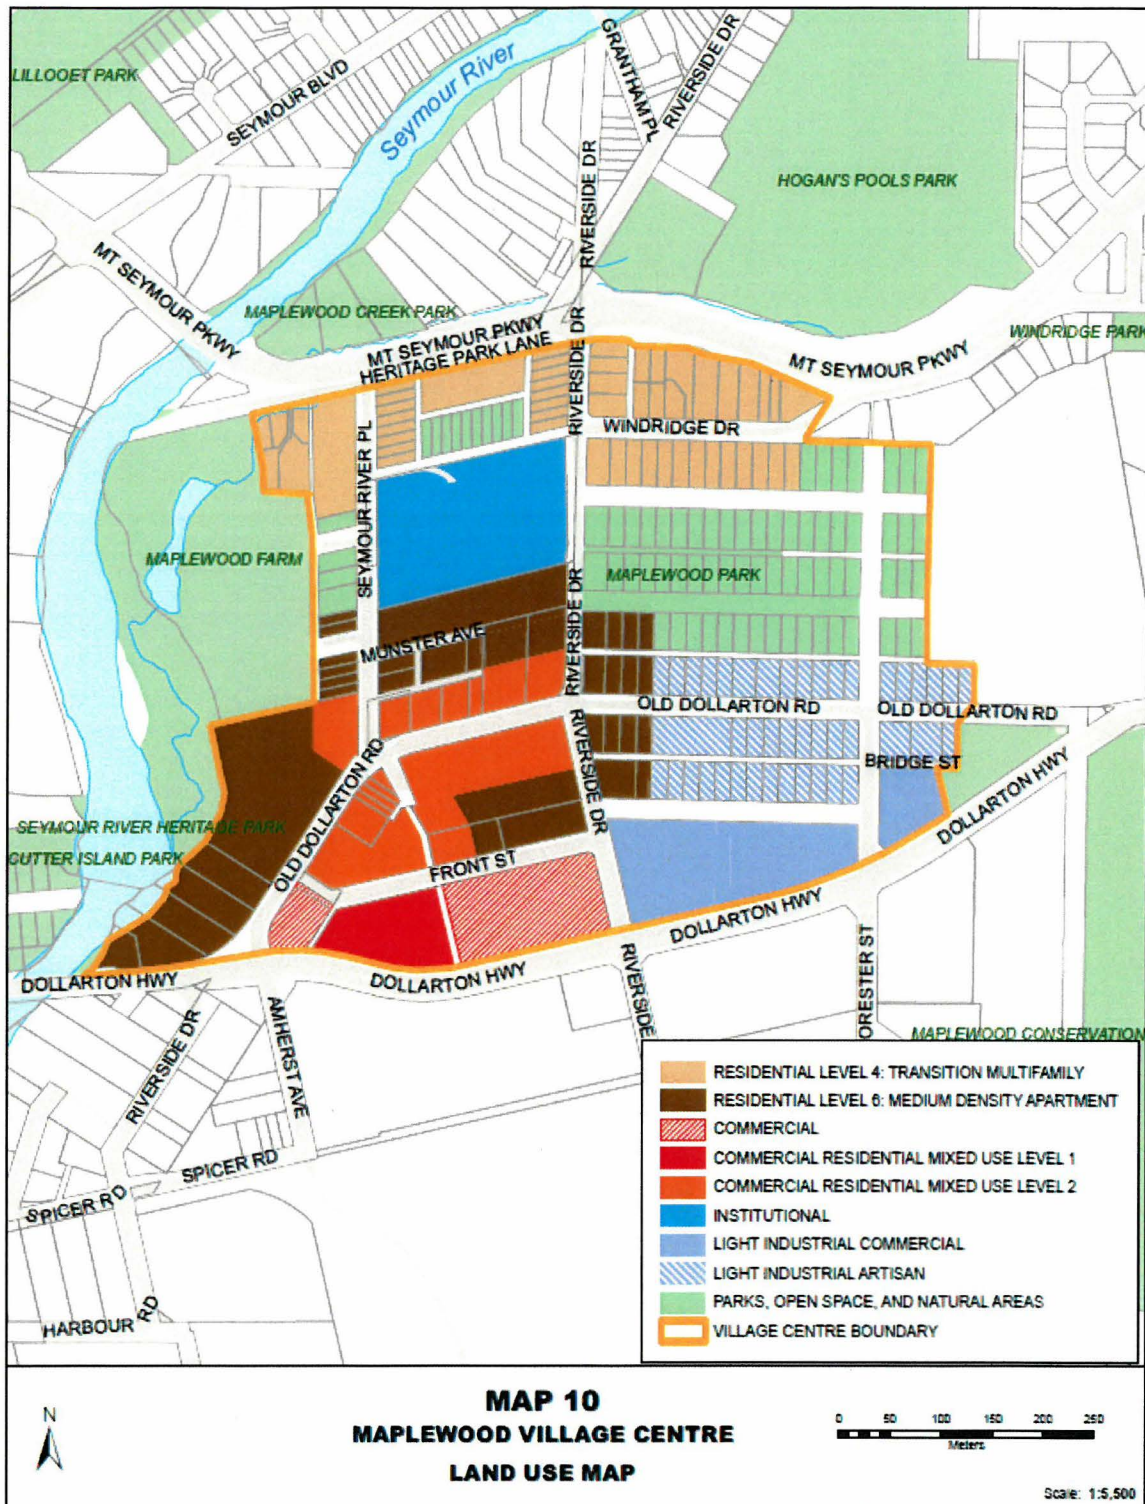 LILLOOET PARK
SEYMOUR BLVD
Seymour River
GRANTHAM PL
RIVERSIDE DR
RIVERSIDE DR
HOGAN'S POOLS PARK
MT SEYMOUR PKWY
MAPLEWOOD CREEK PARK
MT SEYMOUR PKWY
HERITAGE PARK LANE
RIVERSIDE DR
WINDRIDGE PARK
MT SEYMOUR PKWY
WINDRIDGE DR
SEYMOUR RIVER PL
MAPLEWOOD FARM
MAPLEWOOD PARK
RIVERSIDE DR
MUNSTER AVE
OLD DOLLARTON RD
OLD DOLLARTON RD
RIVERSIDE DR
BRIDGE ST
DOLLARTON HWY
OLD DOLLARTON RD
SEYMOUR RIVER HERITAGE PARK
CUTTER ISLAND PARK
FRONT ST
DOLLARTON HWY
DOLLARTON HWY
DOLLARTON HWY
RIVERSIDE
ORESTER ST
AMHERST AVE
RIVERSIDE DR
MAPLEWOOD CONSERVATION
SPICER RD
SPICER RD
HARBOUR RD
RESIDENTIAL LEVEL 4: TRANSITION MULTIFAMILY
RESIDENTIAL LEVEL 6: MEDIUM DENSITY APARTMENT
COMMERCIAL
COMMERCIAL RESIDENTIAL MIXED USE LEVEL 1
COMMERCIAL RESIDENTIAL MIXED USE LEVEL 2
INSTITUTIONAL
LIGHT INDUSTRIAL COMMERCIAL
LIGHT INDUSTRIAL ARTISAN
PARKS, OPEN SPACE, AND NATURAL AREAS
VILLAGE CENTRE BOUNDARY
N
MAP 10
MAPLEWOOD VILLAGE CENTRE
LAND USE MAP
0 50 100 150 200 250
Meters
Scale: 1:5,500